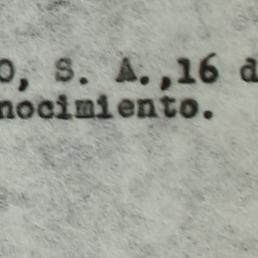 O, S. A.,16 d
nocimiento.